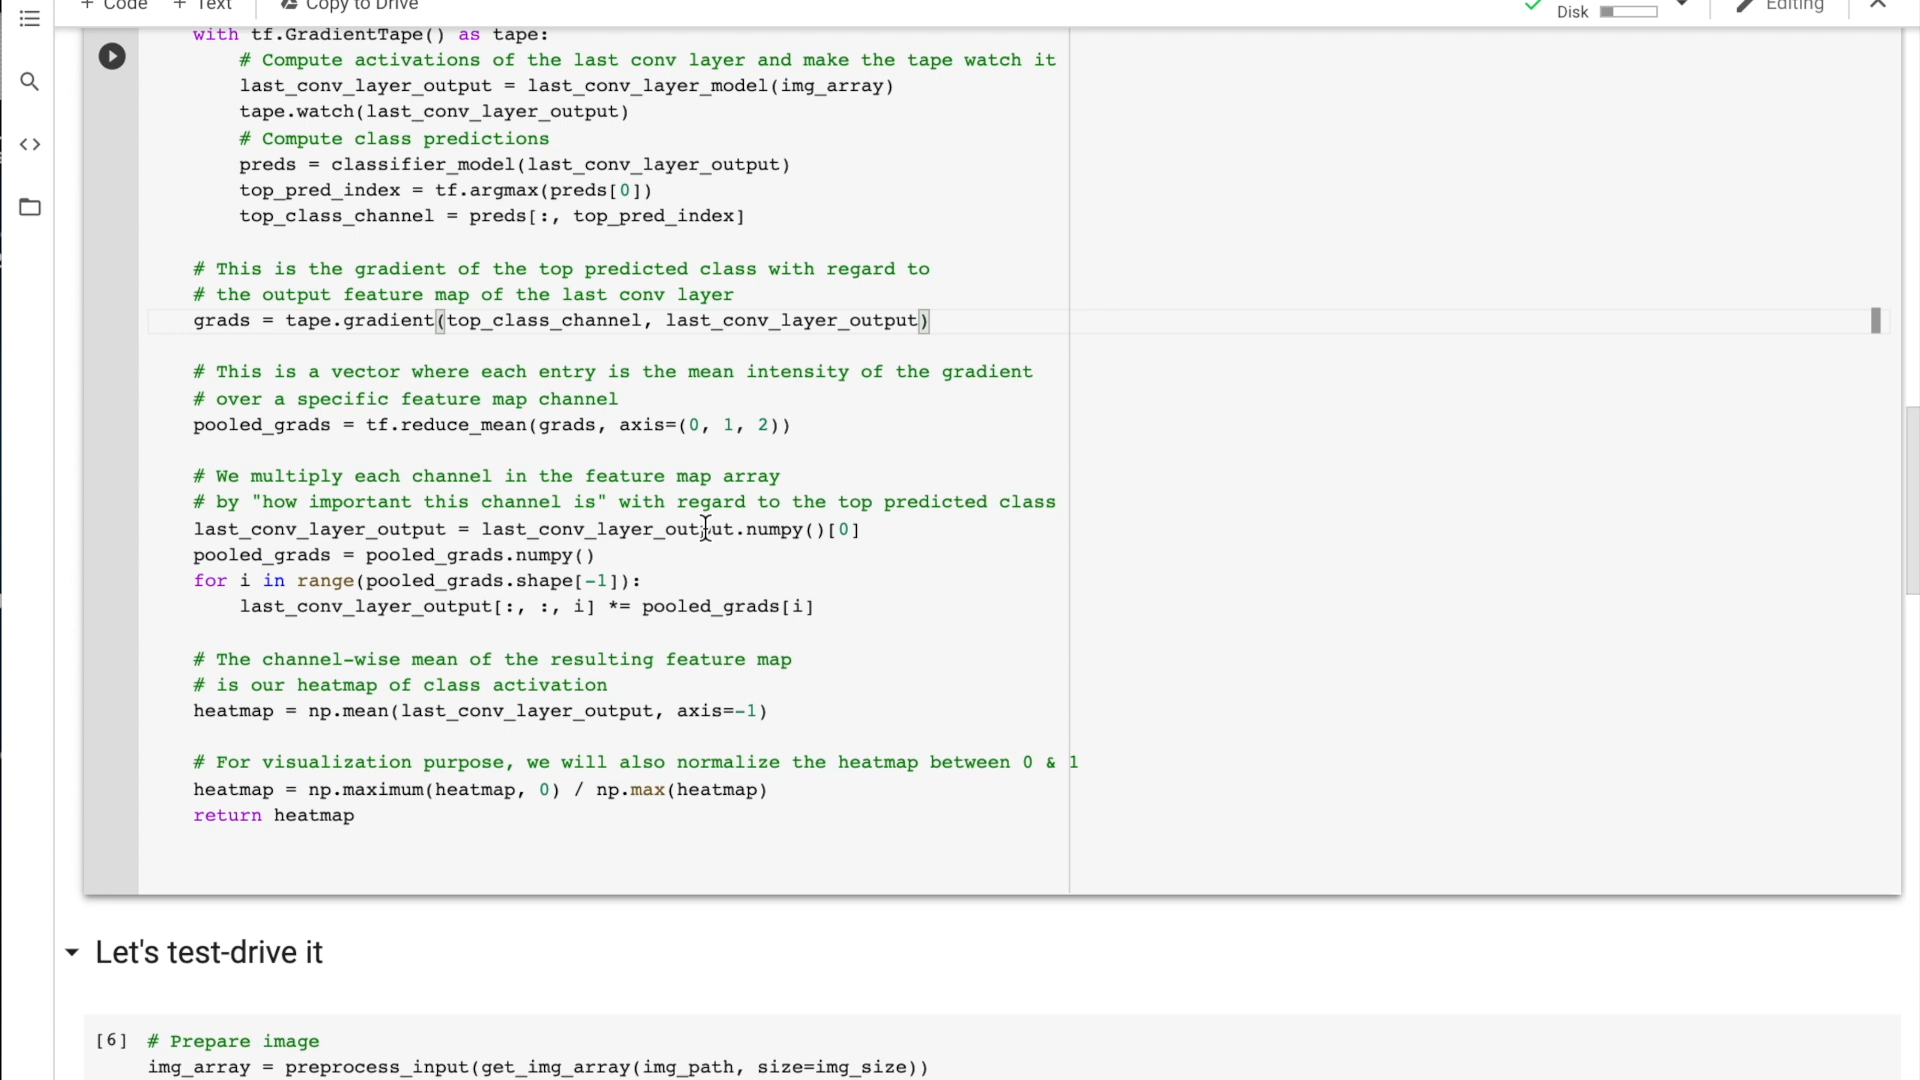 + Code + Text Copy to Drive
Disk Editing
with tf.GradientTape() as tape:
# Compute activations of the last conv layer and make the tape watch it
last_conv_layer_output = last_conv_layer_model(img_array)
tape.watch(last_conv_layer_output)
# Compute class predictions
preds = classifier_model(last_conv_layer_output)
top_pred_index = tf.argmax(preds[0])
top_class_channel = preds[:, top_pred_index]
# This is the gradient of the top predicted class with regard to
# the output feature map of the last conv layer
grads = tape.gradient(top_class_channel, last_conv_layer_output)
# This is a vector where each entry is the mean intensity of the gradient
# over a specific feature map channel
pooled_grads = tf.reduce_mean(grads, axis=(0, 1, 2))
# We multiply each channel in the feature map array
# by "how important this channel is" with regard to the top predicted class
last_conv_layer_output = last_conv_layer_output.numpy()[0]
pooled_grads = pooled_grads.numpy()
for i in range(pooled_grads.shape[-1]):
last_conv_layer_output[:, :, i] *= pooled_grads[i]
# The channel-wise mean of the resulting feature map
# is our heatmap of class activation
heatmap = np.mean(last_conv_layer_output, axis=-1)
# For visualization purpose, we will also normalize the heatmap between 0 & 1
heatmap = np.maximum(heatmap, 0) / np.max(heatmap)
return heatmap
Let's test-drive it
[6] # Prepare image
img_array = preprocess_input(get_img_array(img_path, size=img_size))